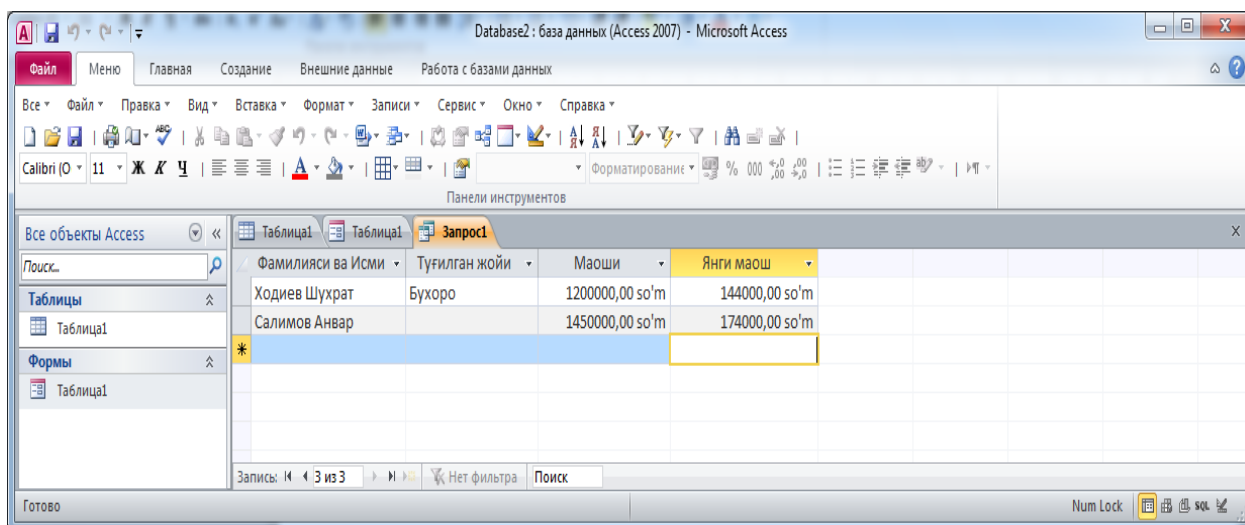 Database2 : база данных (Access 2007) - Microsoft Access
Файл Меню Главная Создание Внешние данные Работа с базами данных
Все Файл Правка Вид Вставка Формат Записи Сервис Окно Справка
Calibri (О 11 Ж К Ч Форматирование % 000
Панели инструментов
Все объекты Access « Таблица1 Таблица1 Запрос1 X
Поиск... Фамилияси ва Исми Туғилган жойи Маоши Янги маош
Таблицы Ходиев Шухрат Бухоро 1200000,00 so'm 144000,00 so'm
Таблица1 Салимов Анвар 1450000,00 so'm 174000,00 so'm
Формы
Таблица1
Запись: 3 из 3 Нет фильтра Поиск
Готово Num Lock SQL